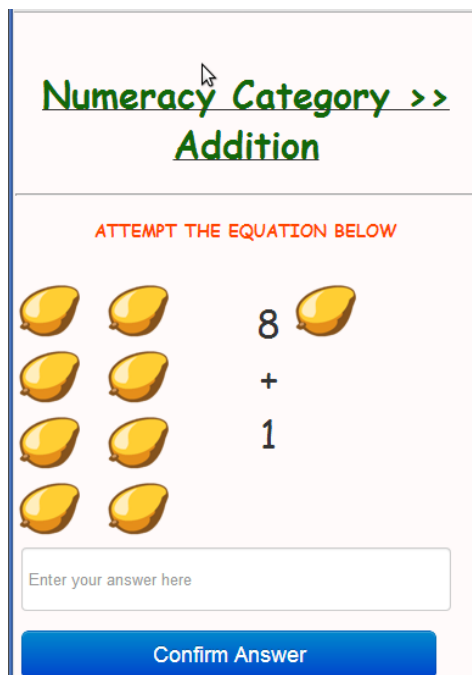 Numeracy Category >>
Addition
ATTEMPT THE EQUATION BELOW
8
+
1
Enter your answer here
Confirm Answer